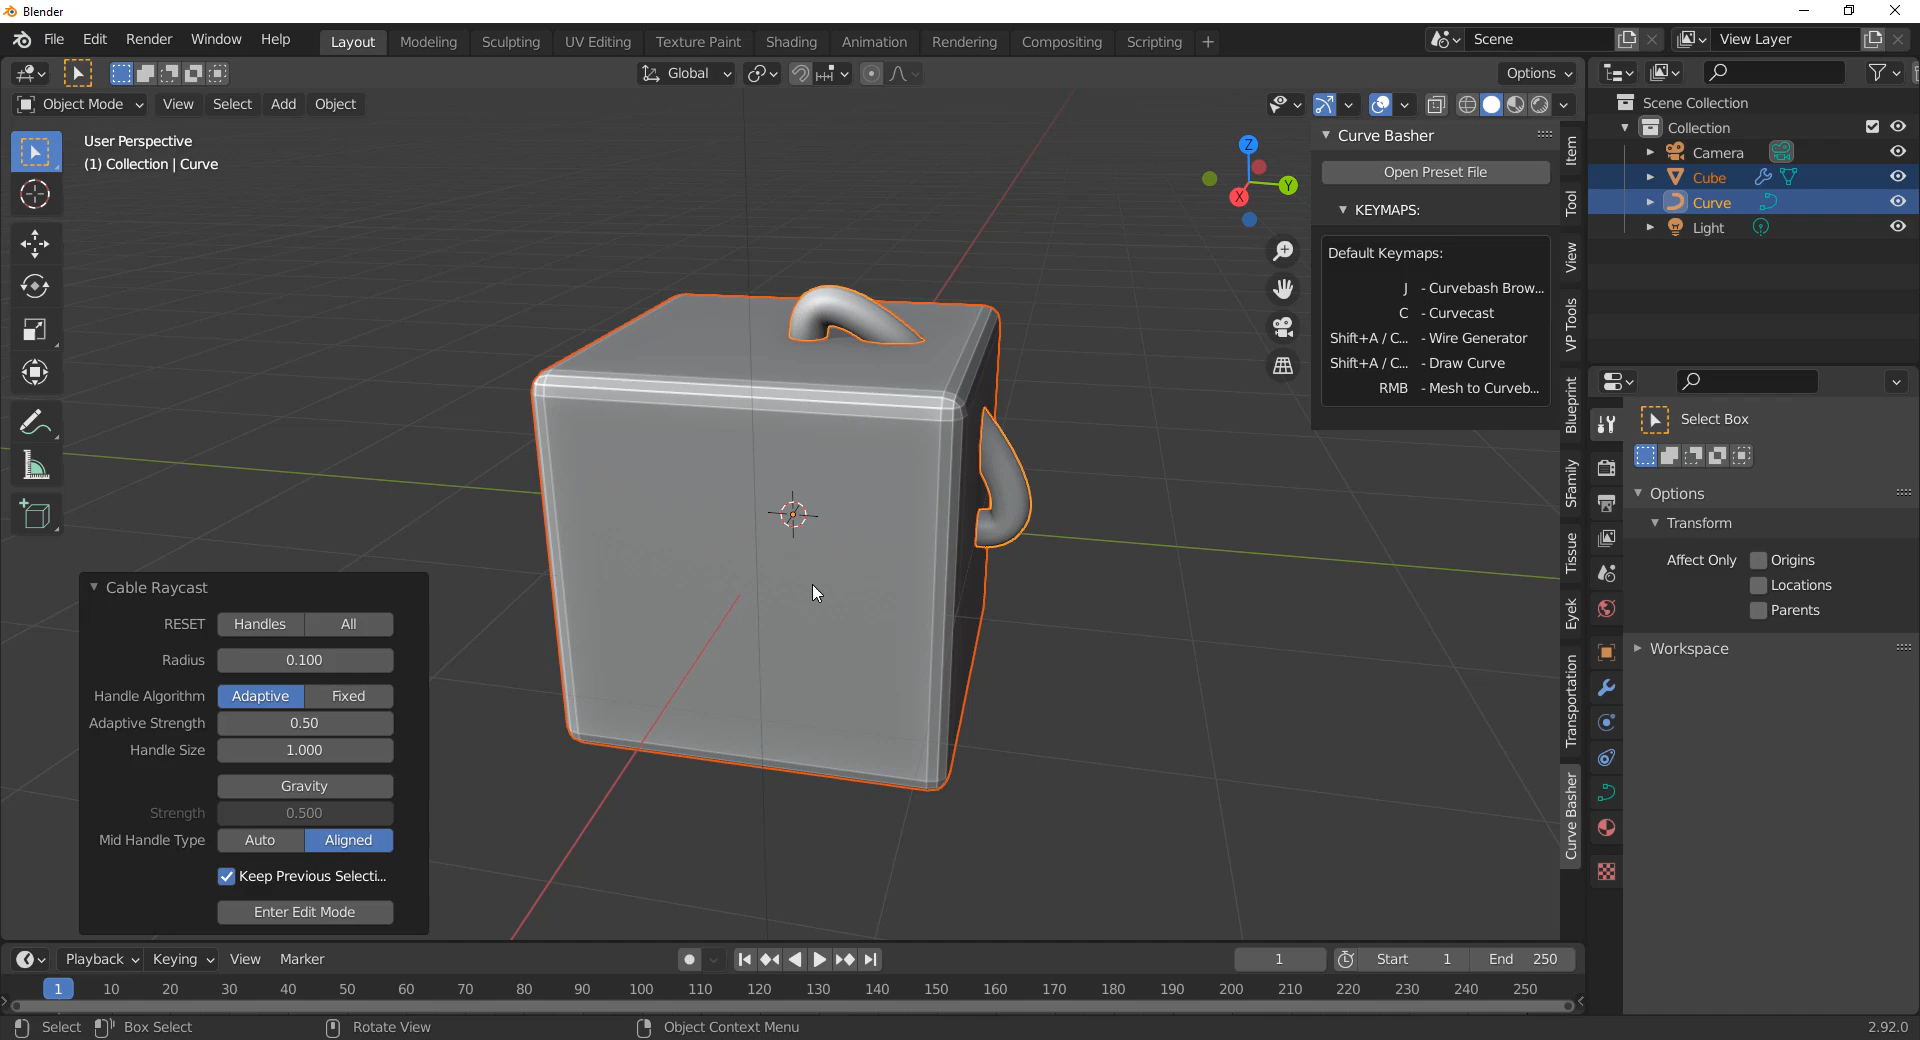 Blender
File Edit Render Window Help
Layout Modeling Sculpting UV Editing Texture Paint Shading Animation Rendering Compositing Scripting +
Scene
View Layer
Global
Options
Object Mode View Select Add Object
User Perspective
(1) Collection | Curve
Z
Y
X
Curve Basher
Open Preset File
KEYMAPS:
Default Keymaps:
J - Curvebash Brow...
C - Curvecast
Shift+A / C... - Wire Generator
Shift+A / C... - Draw Curve
RMB - Mesh to Curveb...
Item
Tool
View
VP Tools
Blueprint
SFamily
Tissue
Eyek
Transportation
Curve Basher
Scene Collection
Collection
Camera
Cube
Curve
Light
Select Box
Options
Transform
Affect Only Origins
Locations
Parents
Workspace
Cable Raycast
RESET Handles All
Radius 0.100
Handle Algorithm Adaptive Fixed
Adaptive Strength 0.50
Handle Size 1.000
Gravity
Strength 0.500
Mid Handle Type Auto Aligned
Keep Previous Selecti...
Enter Edit Mode
Playback Keying View Marker
1 Start 1 End 250
1 10 20 30 40 50 60 70 80 90 100 110 120 130 140 150 160 170 180 190 200 210 220 230 240 250
Select Box Select Rotate View Object Context Menu 2.92.0